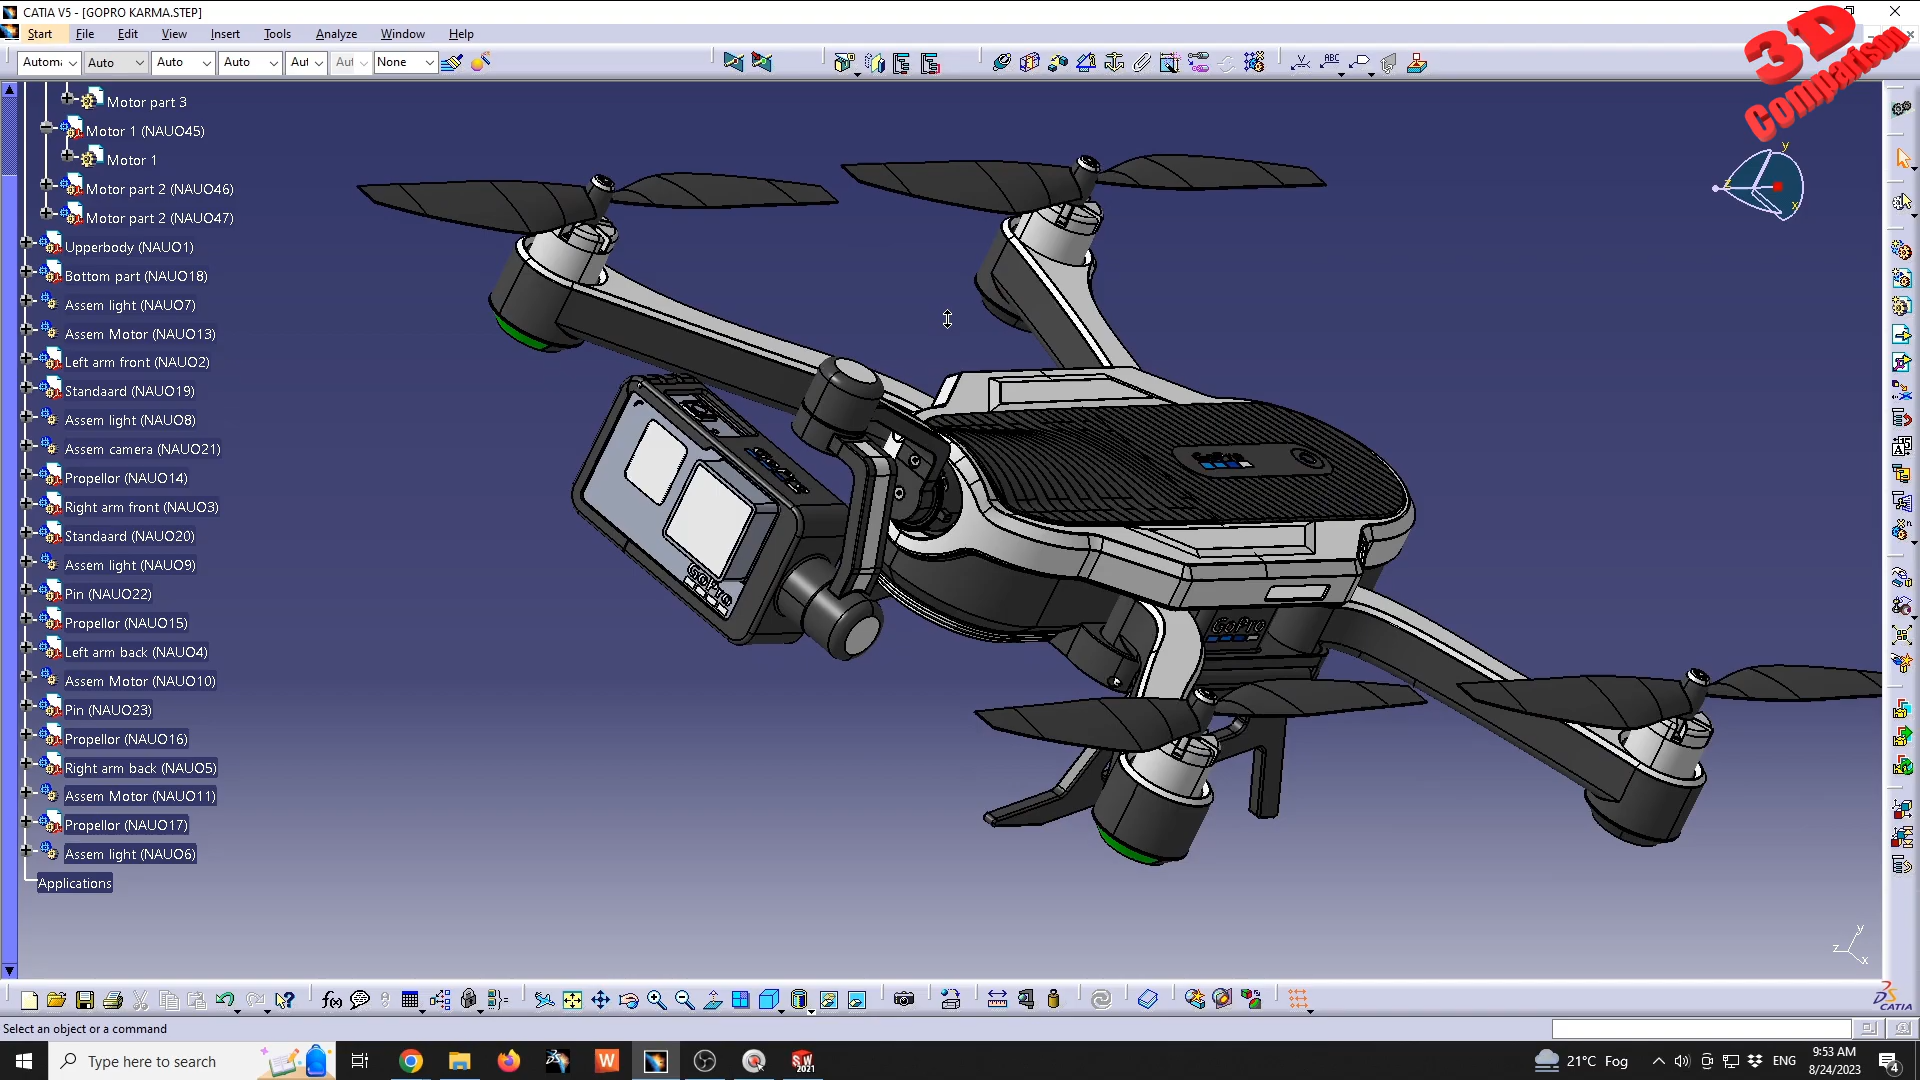 CATIA V5 - [GOPRO KARMA.STEP]
Start File Edit View Insert Tools Analyze Window Help
Automa Auto Auto Auto Aut Aut None
3D
Comparison
Motor part 3
Motor 1 (NAUO45)
Motor 1
Motor part 2 (NAUO46)
Motor part 2 (NAUO47)
Upperbody (NAUO1)
Bottom part (NAUO18)
Assem light (NAUO7)
Assem Motor (NAUO13)
Left arm front (NAUO2)
Standaard (NAUO19)
Assem light (NAUO8)
Assem camera (NAUO21)
Propellor (NAUO14)
Right arm front (NAUO3)
Standaard (NAUO20)
Assem light (NAUO9)
Pin (NAUO22)
Propellor (NAUO15)
Left arm back (NAUO4)
Assem Motor (NAUO10)
Pin (NAUO23)
Propellor (NAUO16)
Right arm back (NAUO5)
Assem Motor (NAUO11)
Propellor (NAUO17)
Assem light (NAUO6)
Applications
GoPro
GoPro
y
z
x
y
z
x
CATIA
Select an object or a command
Type here to search
21°C Fog
ENG
9:53 AM
8/24/2023
4